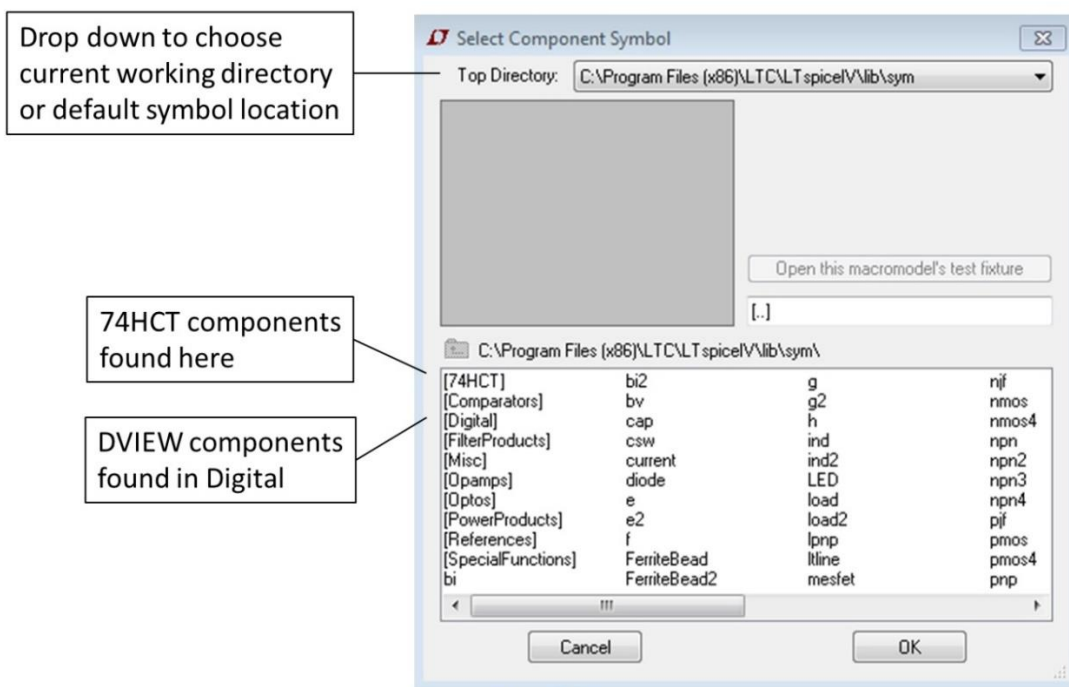 Drop down to choose
current working directory
or default symbol location
Select Component Symbol
Top Directory: C:\Program Files (x86)\LTC\LTspiceIV\lib\sym
Open this macromodel's test fixture
[..]
74HCT components
found here
C:\Program Files (x86)\LTC\LTspiceIV\lib\sym\
DVIEW components
found in Digital
[74HCT] bi2 g njf
[Comparators] bv g2 nmos
[Digital] cap h nmos4
[FilterProducts] csw ind npn
[Misc] current ind2 npn2
[Opamps] diode LED npn3
[Optos] e load npn4
[PowerProducts] e2 load2 pjf
[References] f lpnp pmos
[SpecialFunctions] FerriteBead ltline pmos4
bi FerriteBead2 mesfet pnp
Cancel OK